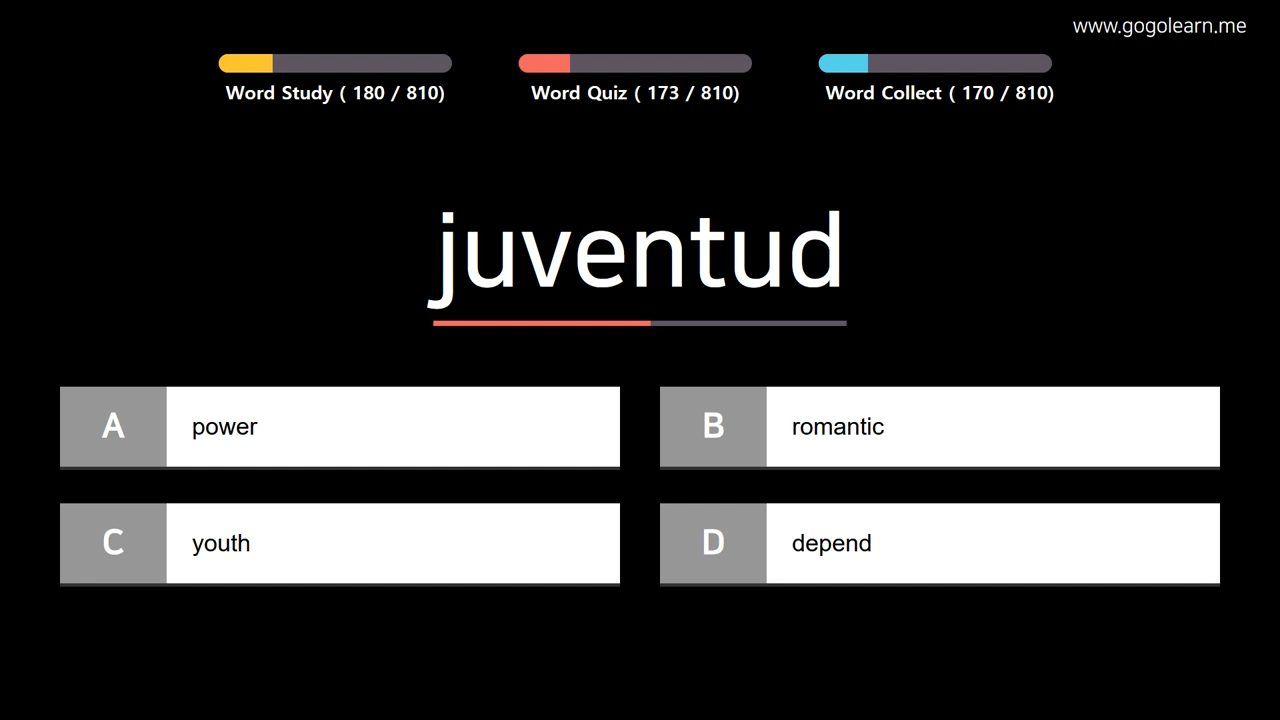 www.gogolearn.me
Word Study ( 180 / 810)
Word Quiz ( 173 / 810)
Word Collect ( 170 / 810)
juventud
A power
B romantic
C youth
D depend